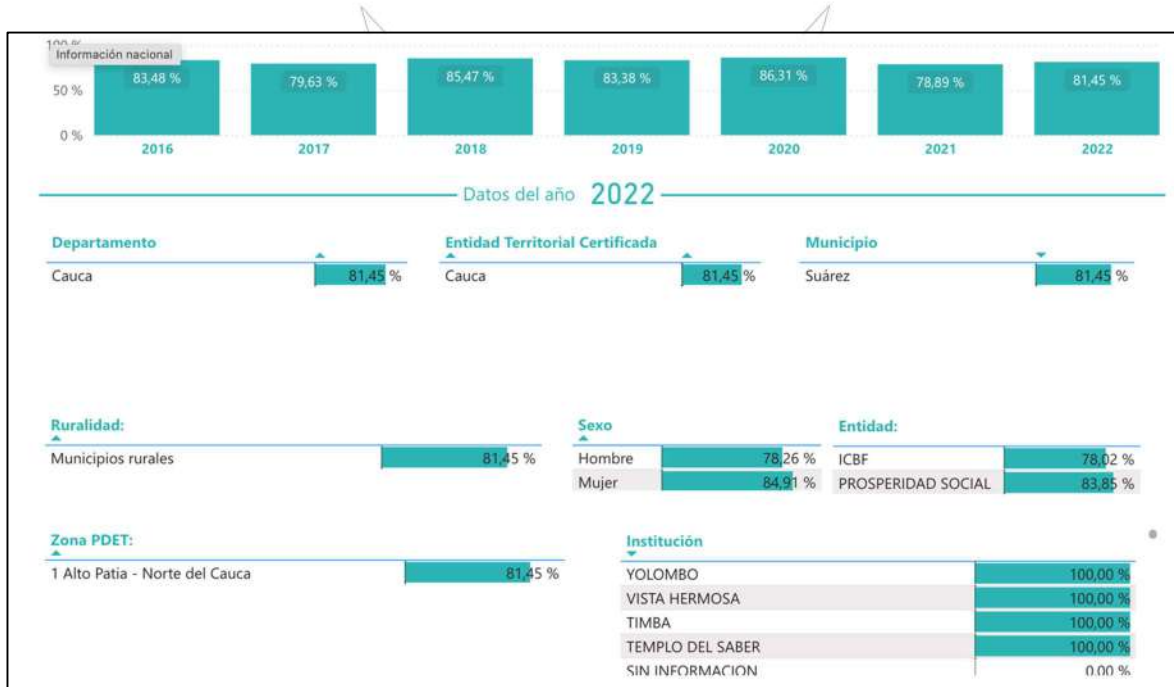 100 %
Información nacional
83,48 % 79,63 % 85,47 % 83,38 % 86,31 % 78,89 % 81,45 %
50 %
0 %
2016 2017 2018 2019 2020 2021 2022
Datos del año 2022
Departamento Entidad Territorial Certificada Municipio
Cauca 81,45 % Cauca 81,45 % Suárez 81,45 %
Ruralidad: Sexo Entidad:
Municipios rurales 81,45 % Hombre 78,26 % ICBF 78,02 %
Mujer 84,91 % PROSPERIDAD SOCIAL 83,85 %
Zona PDET: Institución
1 Alto Patia - Norte del Cauca 81,45 % YOLOMBO 100,00 %
VISTA HERMOSA 100,00 %
TIMBA 100,00 %
TEMPLO DEL SABER 100,00 %
SIN INFORMACION 0,00 %